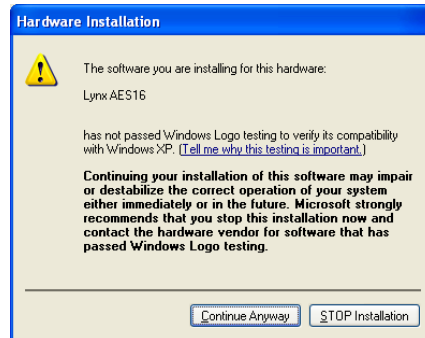 Hardware Installation
The software you are installing for this hardware:
Lynx AES16
has not passed Windows Logo testing to verify its compatibility
with Windows XP. (Tell me why this testing is important.)
Continuing your installation of this software may impair
or destabilize the correct operation of your system
either immediately or in the future. Microsoft strongly
recommends that you stop this installation now and
contact the hardware vendor for software that has
passed Windows Logo testing.
Continue Anyway STOP Installation